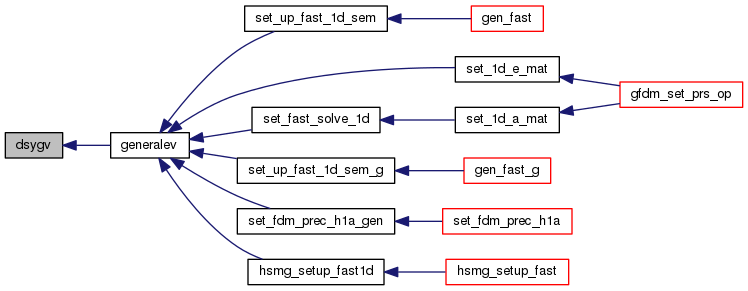 set_up_fast_1d_sem
gen_fast
set_1d_e_mat
gfdm_set_prs_op
set_fast_solve_1d
set_1d_a_mat
dsygv
generalev
set_up_fast_1d_sem_g
gen_fast_g
set_fdm_prec_h1a_gen
set_fdm_prec_h1a
hsmg_setup_fast1d
hsmg_setup_fast